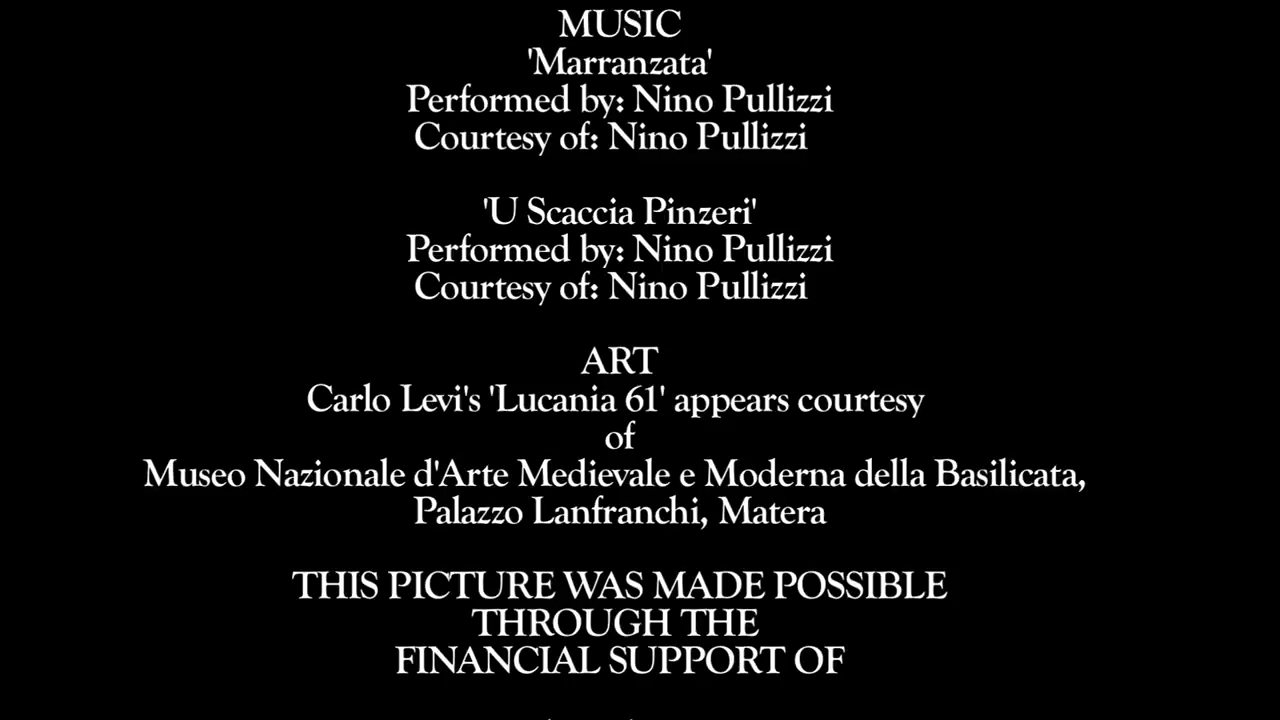 MUSIC
'Marranzata'
Performed by: Nino Pullizzi
Courtesy of: Nino Pullizzi
'U Scaccia Pinzeri'
Performed by: Nino Pullizzi
Courtesy of: Nino Pullizzi
ART
Carlo Levi's 'Lucania 61' appears courtesy
of
Museo Nazionale d'Arte Medievale e Moderna della Basilicata,
Palazzo Lanfranchi, Matera
THIS PICTURE WAS MADE POSSIBLE
THROUGH THE
FINANCIAL SUPPORT OF